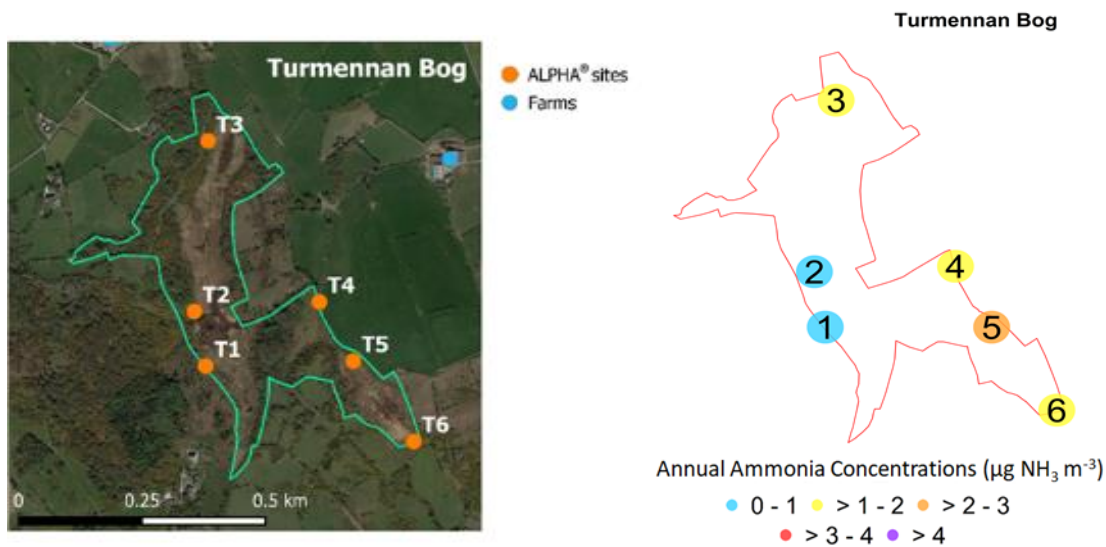 Turmennan Bog
ALPHA® sites
Farms
T3
T2
T4
T1
T5
T6
0 0.25 0.5 km
Turmennan Bog
3
2
4
1
5
6
Annual Ammonia Concentrations (µg NH₃ m⁻³)
0 - 1 > 1 - 2 > 2 - 3
> 3 - 4 > 4